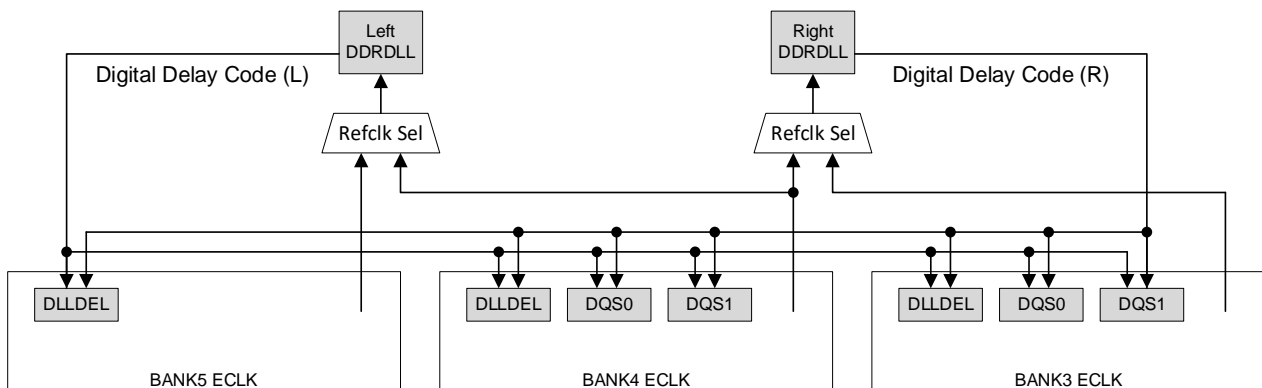 Left
DDRDLL
Right
DDRDLL
Digital Delay Code (L)
Digital Delay Code (R)
Refclk Sel
Refclk Sel
DLLDEL
DLLDEL
DQS0
DQS1
DLLDEL
DQS0
DQS1
BANK5 ECLK
BANK4 ECLK
BANK3 ECLK